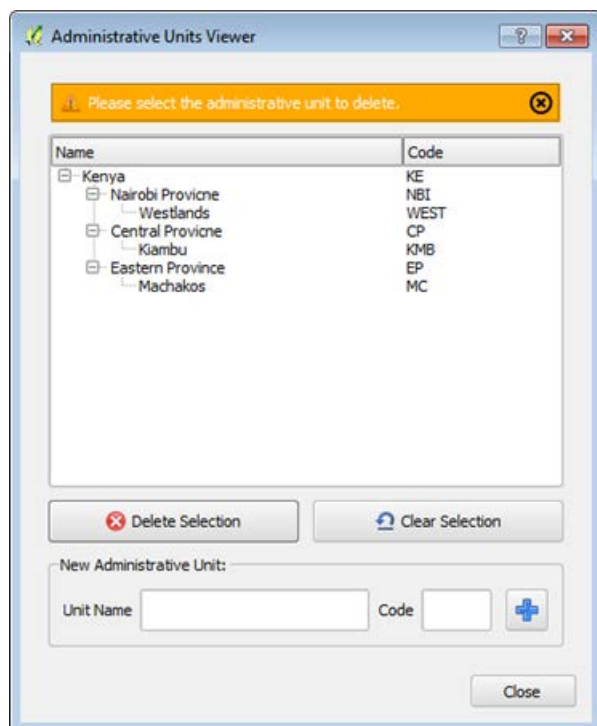 Administrative Units Viewer
Please select the administrative unit to delete.
Name Code
Kenya KE
Nairobi Provicne NBI
Westlands WEST
Central Provicne CP
Kiambu KMB
Eastern Province EP
Machakos MC
Delete Selection Clear Selection
New Administrative Unit:
Unit Name Code
Close